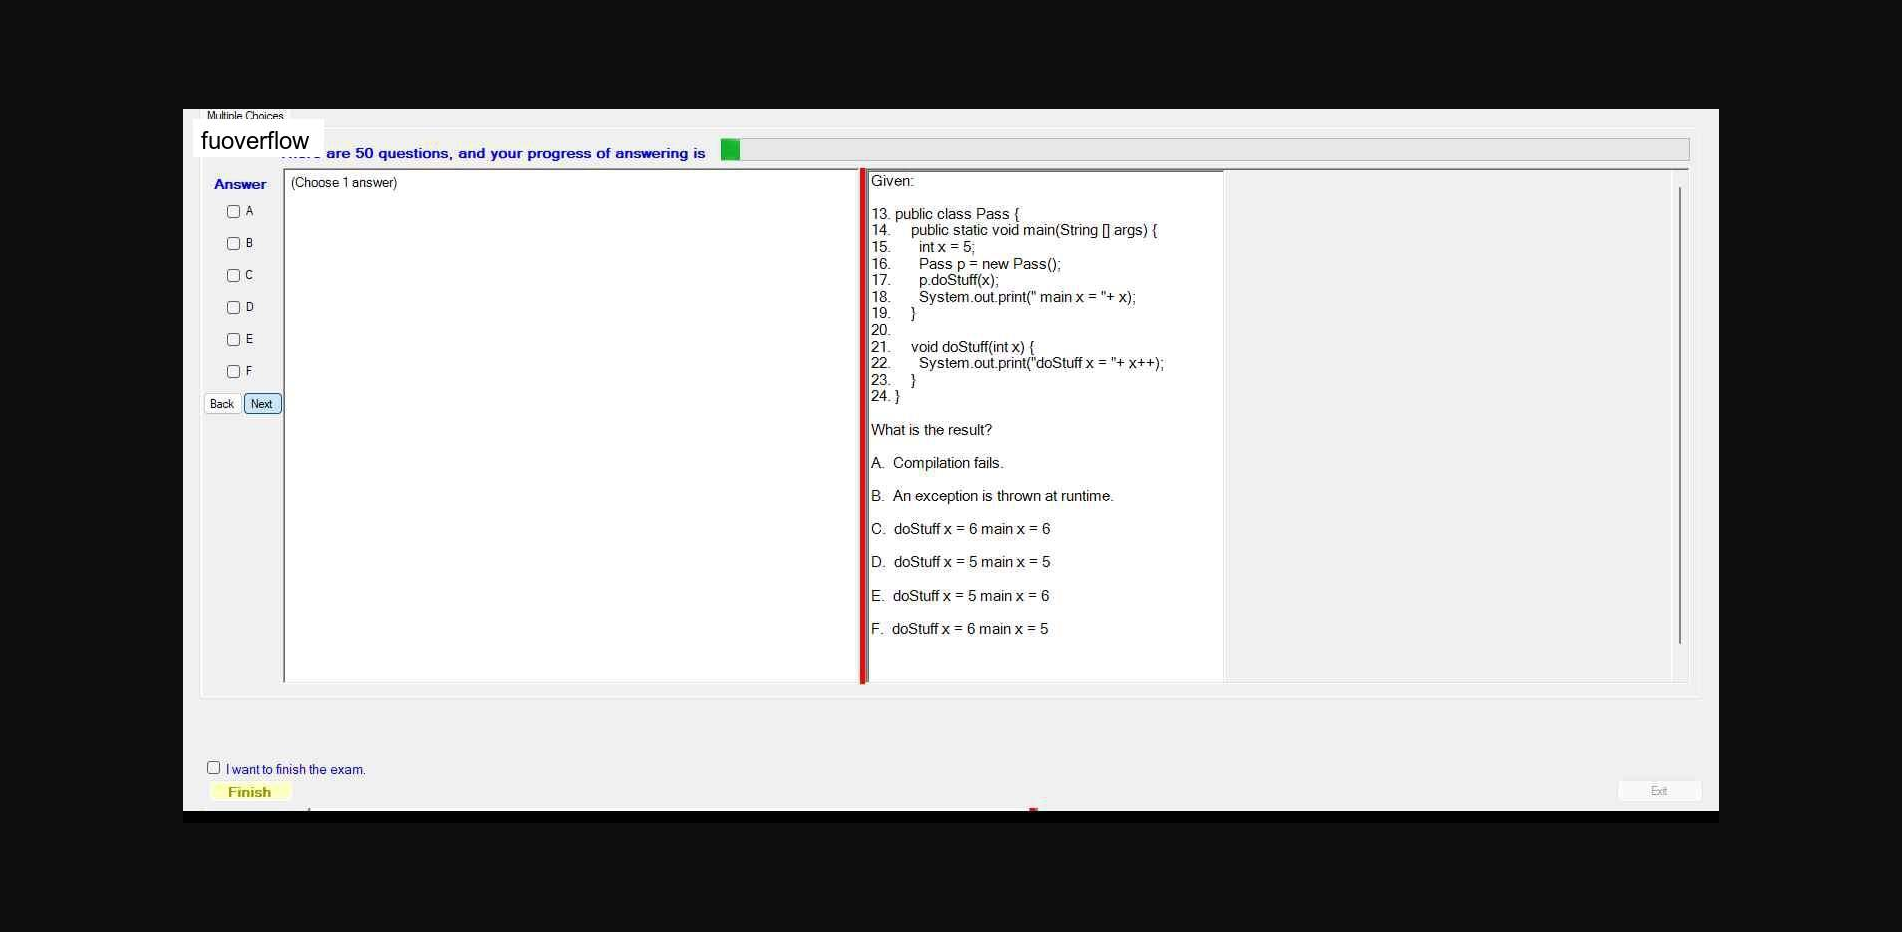 Multiple Choices
fuoverflow
are 50 questions, and your progress of answering is
Answer
A
B
C
D
E
F
Back Next
(Choose 1 answer)
Given:
13. public class Pass {
14. public static void main(String [] args) {
15. int x = 5;
16. Pass p = new Pass();
17. p.doStuff(x);
18. System.out.print(" main x = "+ x);
19. }
20.
21. void doStuff(int x) {
22. System.out.print("doStuff x = "+ x++);
23. }
24. }
What is the result?
A. Compilation fails.
B. An exception is thrown at runtime.
C. doStuff x = 6 main x = 6
D. doStuff x = 5 main x = 5
E. doStuff x = 5 main x = 6
F. doStuff x = 6 main x = 5
I want to finish the exam.
Finish
Exit